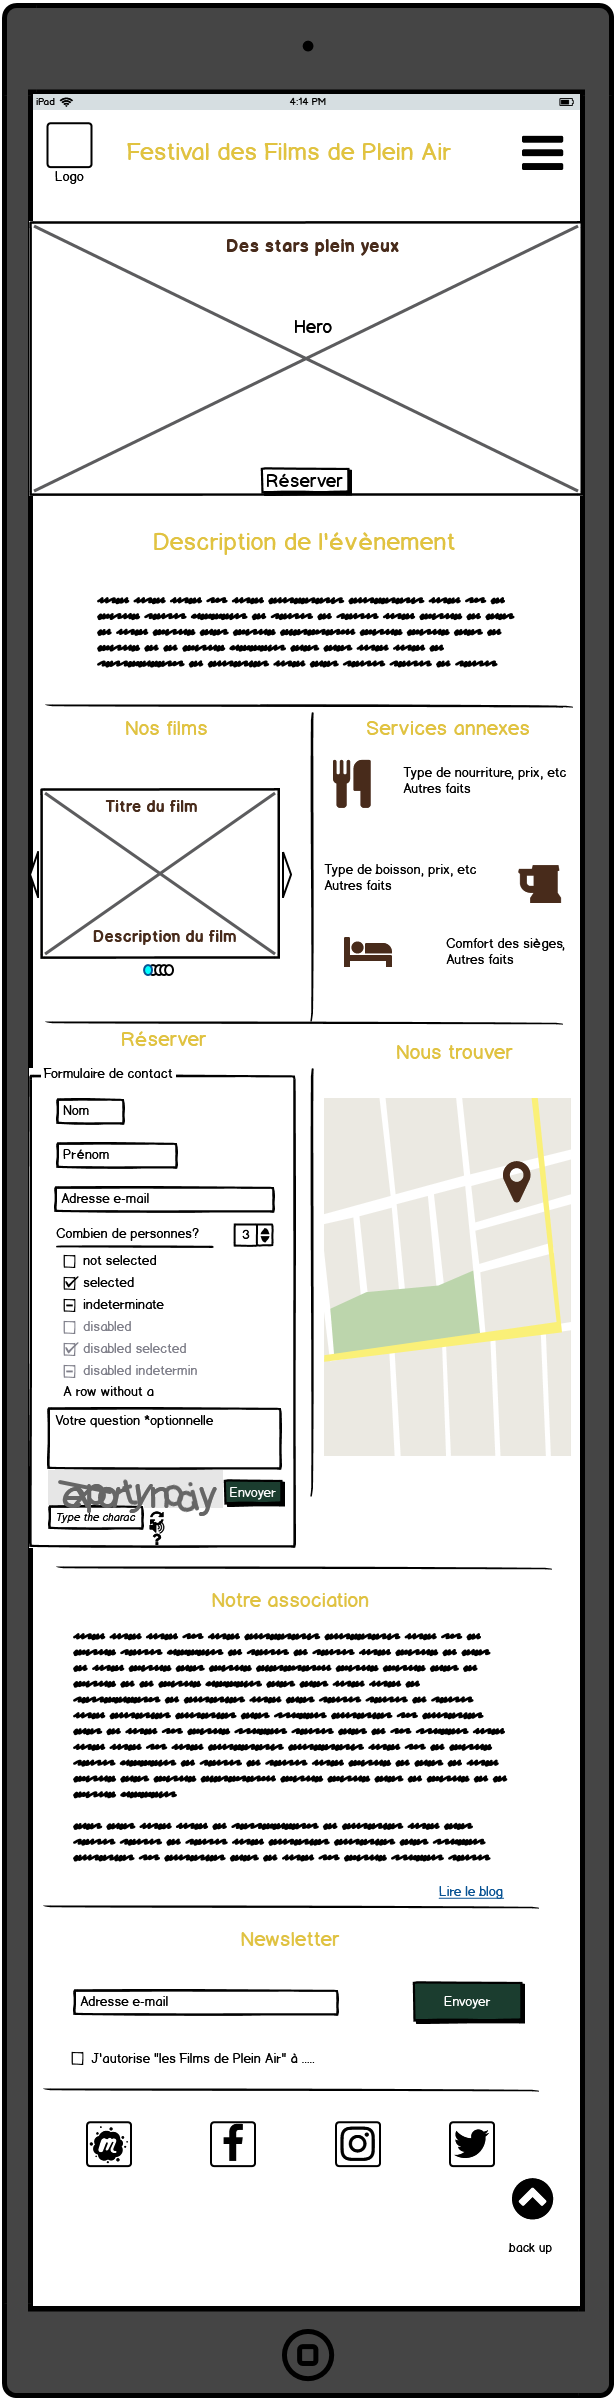 iPad
4:14 PM
Logo
Festival des Films de Plein Air
Des stars plein yeux
Hero
Réserver
Description de l'évènement
Nos films
Titre du film
Description du film
Services annexes
Type de nourriture, prix, etc
Autres faits
Type de boisson, prix, etc
Autres faits
Comfort des sièges,
Autres faits
Réserver
Formulaire de contact
Nom
Prénom
Adresse e-mail
Combien de personnes?
3
not selected
selected
indeterminate
disabled
disabled selected
disabled indetermin
A row without a
Votre question *optionnelle
Envoyer
Type the charac
?
Nous trouver
Notre association
Lire le blog
Newsletter
Adresse e-mail
Envoyer
J'autorise "les Films de Plein Air" à .....
back up